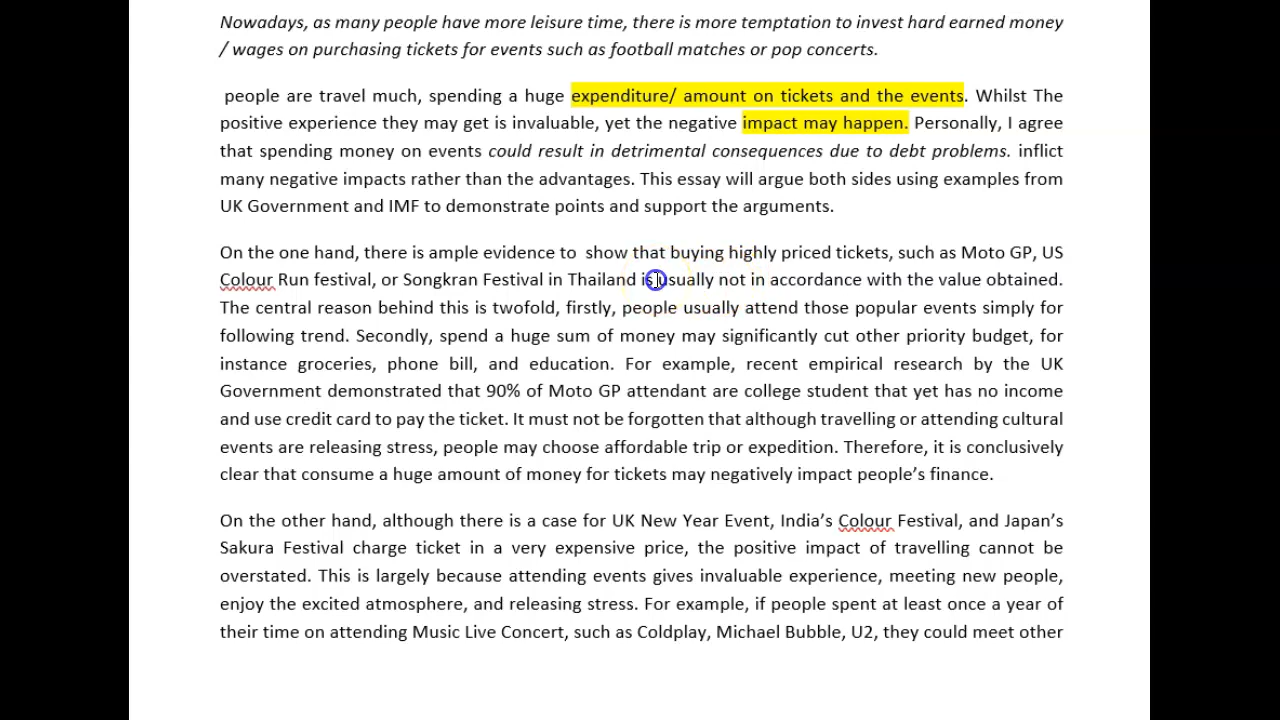 Nowadays, as many people have more leisure time, there is more temptation to invest hard earned money
/ wages on purchasing tickets for events such as football matches or pop concerts.
people are travel much, spending a huge expenditure/ amount on tickets and the events. Whilst The
positive experience they may get is invaluable, yet the negative impact may happen. Personally, I agree
that spending money on events could result in detrimental consequences due to debt problems. inflict
many negative impacts rather than the advantages. This essay will argue both sides using examples from
UK Government and IMF to demonstrate points and support the arguments.
On the one hand, there is ample evidence to show that buying highly priced tickets, such as Moto GP, US
Colour Run festival, or Songkran Festival in Thailand is usually not in accordance with the value obtained.
The central reason behind this is twofold, firstly, people usually attend those popular events simply for
following trend. Secondly, spend a huge sum of money may significantly cut other priority budget, for
instance groceries, phone bill, and education. For example, recent empirical research by the UK
Government demonstrated that 90% of Moto GP attendant are college student that yet has no income
and use credit card to pay the ticket. It must not be forgotten that although travelling or attending cultural
events are releasing stress, people may choose affordable trip or expedition. Therefore, it is conclusively
clear that consume a huge amount of money for tickets may negatively impact people’s finance.
On the other hand, although there is a case for UK New Year Event, India’s Colour Festival, and Japan’s
Sakura Festival charge ticket in a very expensive price, the positive impact of travelling cannot be
overstated. This is largely because attending events gives invaluable experience, meeting new people,
enjoy the excited atmosphere, and releasing stress. For example, if people spent at least once a year of
their time on attending Music Live Concert, such as Coldplay, Michael Bubble, U2, they could meet other